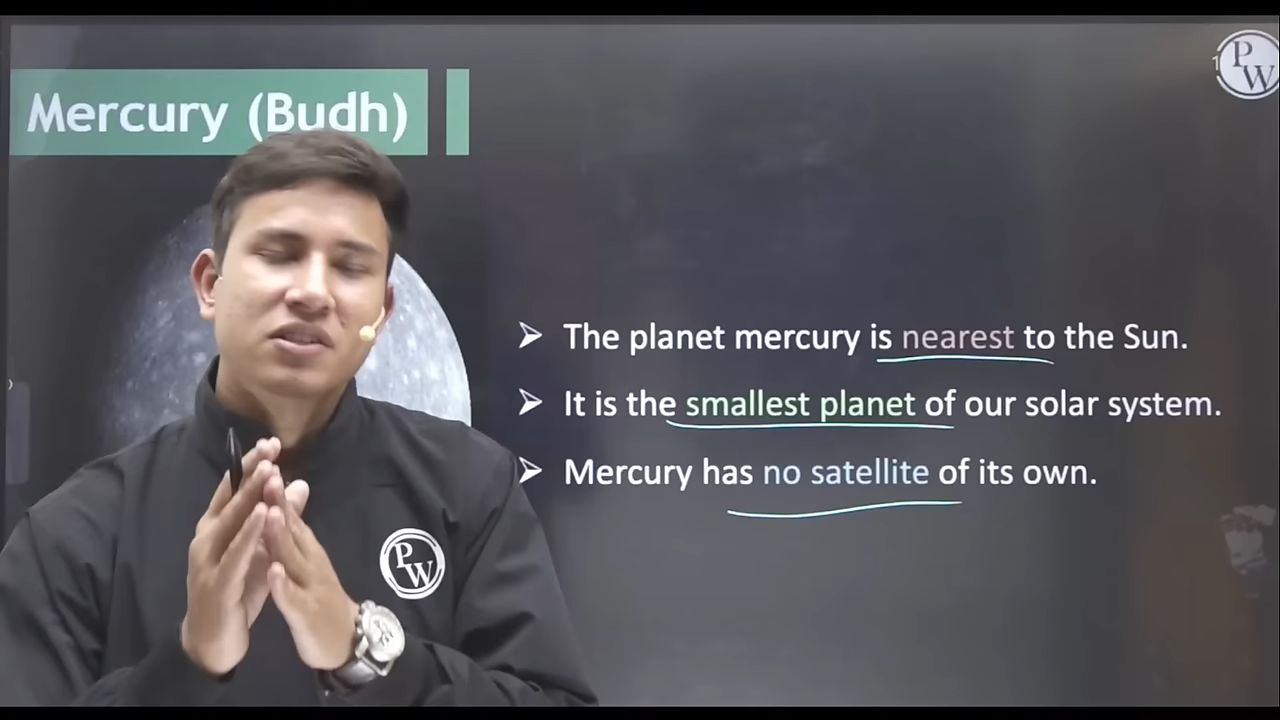 Mercury (Budh)
PW
The planet mercury is nearest to the Sun.
It is the smallest planet of our solar system.
Mercury has no satellite of its own.
PW